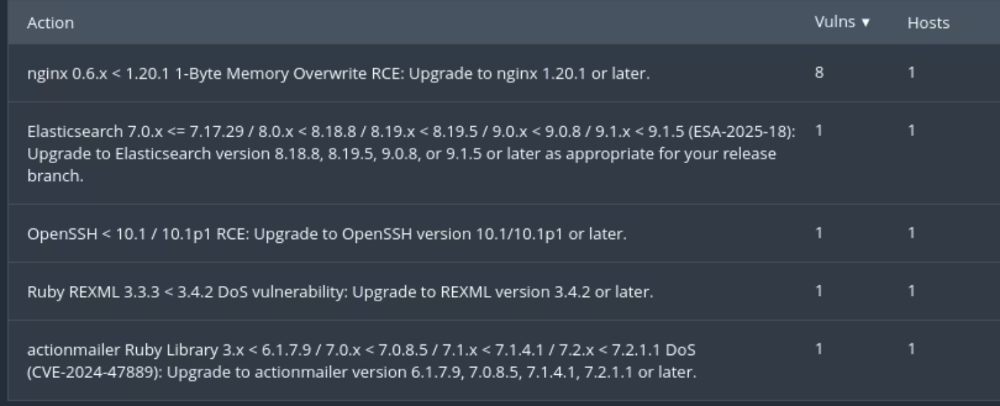 Action Vulns ▼ Hosts
nginx 0.6.x < 1.20.1 1-Byte Memory Overwrite RCE: Upgrade to nginx 1.20.1 or later. 8 1
Elasticsearch 7.0.x <= 7.17.29 / 8.0.x < 8.18.8 / 8.19.x < 8.19.5 / 9.0.x < 9.0.8 / 9.1.x < 9.1.5 (ESA-2025-18): 1 1
Upgrade to Elasticsearch version 8.18.8, 8.19.5, 9.0.8, or 9.1.5 or later as appropriate for your release
branch.
OpenSSH < 10.1 / 10.1p1 RCE: Upgrade to OpenSSH version 10.1/10.1p1 or later. 1 1
Ruby REXML 3.3.3 < 3.4.2 DoS vulnerability: Upgrade to REXML version 3.4.2 or later. 1 1
actionmailer Ruby Library 3.x < 6.1.7.9 / 7.0.x < 7.0.8.5 / 7.1.x < 7.1.4.1 / 7.2.x < 7.2.1.1 DoS 1 1
(CVE-2024-47889): Upgrade to actionmailer version 6.1.7.9, 7.0.8.5, 7.1.4.1, 7.2.1.1 or later.